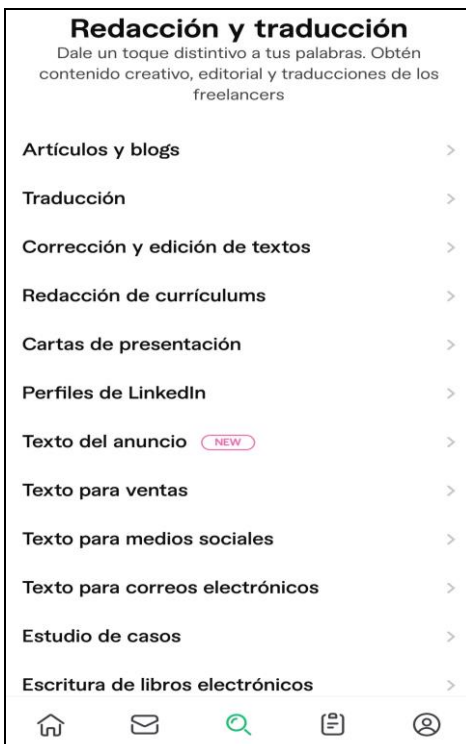 Redacción y traducción
Dale un toque distintivo a tus palabras. Obtén
contenido creativo, editorial y traducciones de los
freelancers
Artículos y blogs
Traducción
Corrección y edición de textos
Redacción de currículums
Cartas de presentación
Perfiles de LinkedIn
Texto del anuncio NEW
Texto para ventas
Texto para medios sociales
Texto para correos electrónicos
Estudio de casos
Escritura de libros electrónicos